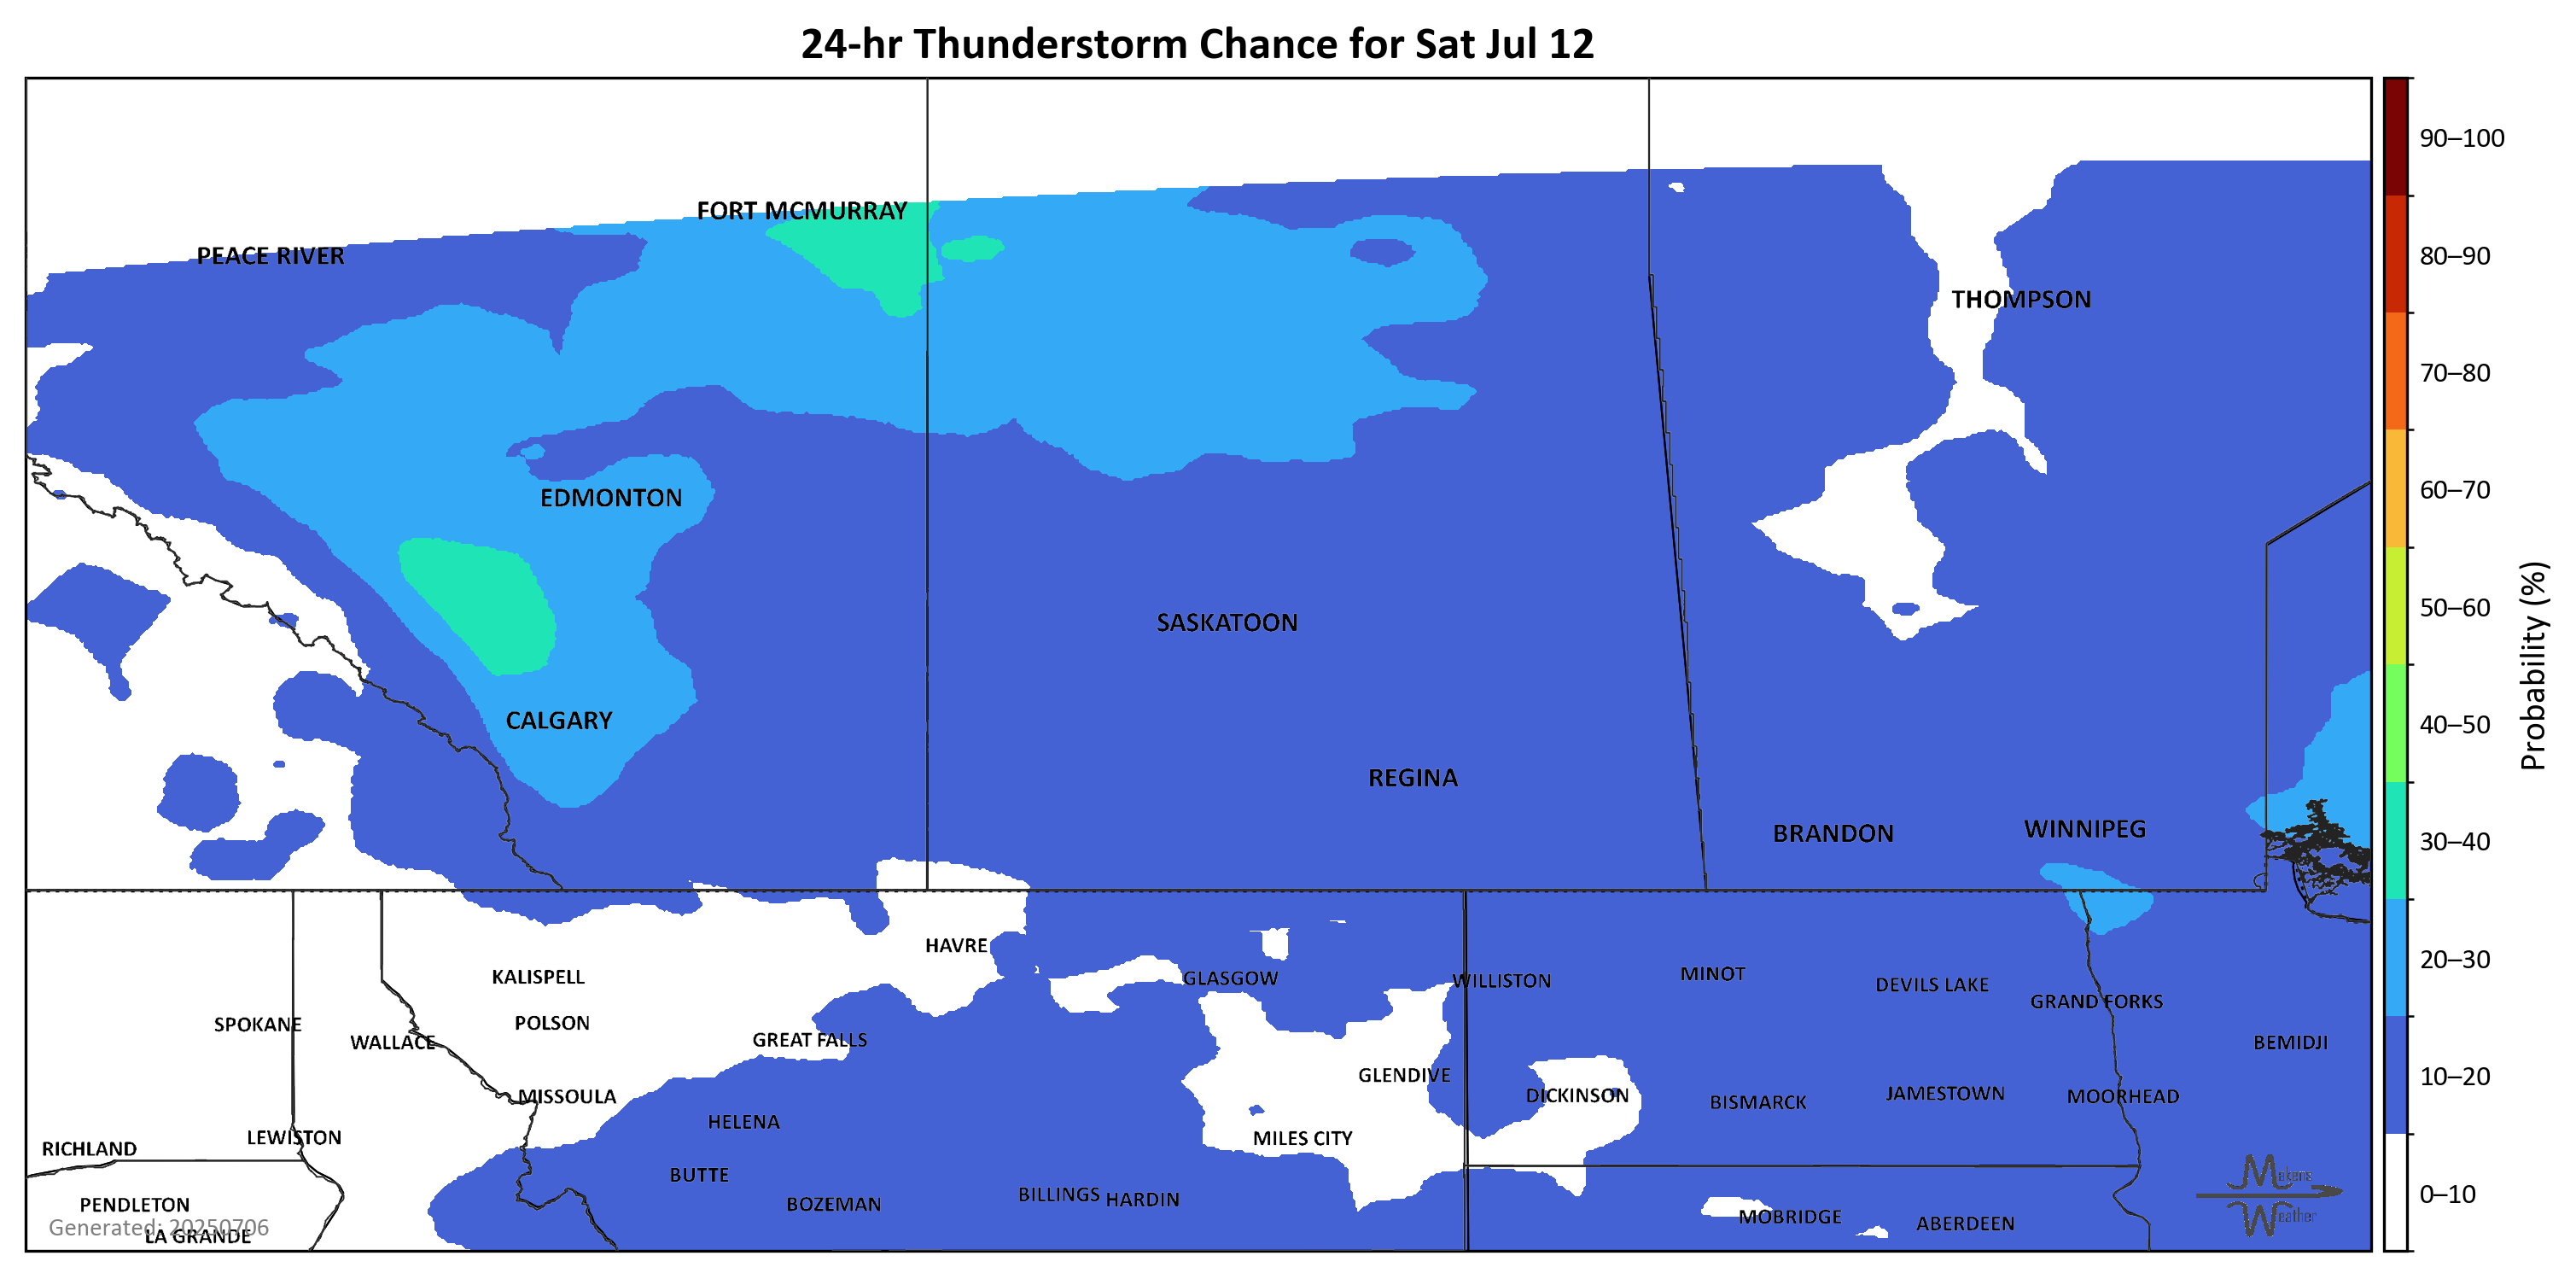 24-hr Thunderstorm Chance for Sat Jul 12
90–100
FORT MCMURRAY
PEACE RIVER
80–90
THOMPSON
70–80
60–70
EDMONTON
50–60
SASKATOON
Probability (%)
CALGARY
40–50
REGINA
WINNIPEG
BRANDON
30–40
HAVRE
20–30
MINOT
KALISPELL
GLASGOW
WILLISTON
DEVILS LAKE
GRAND FORKS
SPOKANE
POLSON
GREAT FALLS
WALLACE
BEMIDJI
GLENDIVE
10–20
JAMESTOWN
DICKINSON
MISSOULA
MOORHEAD
BISMARCK
HELENA
LEWISTON
MILES CITY
RICHLAND
BUTTE
Mekens
Weather
0–10
BILLINGS
HARDIN
PENDLETON
BOZEMAN
MOBRIDGE
ABERDEEN
Generated: 20250706
LA GRANDE